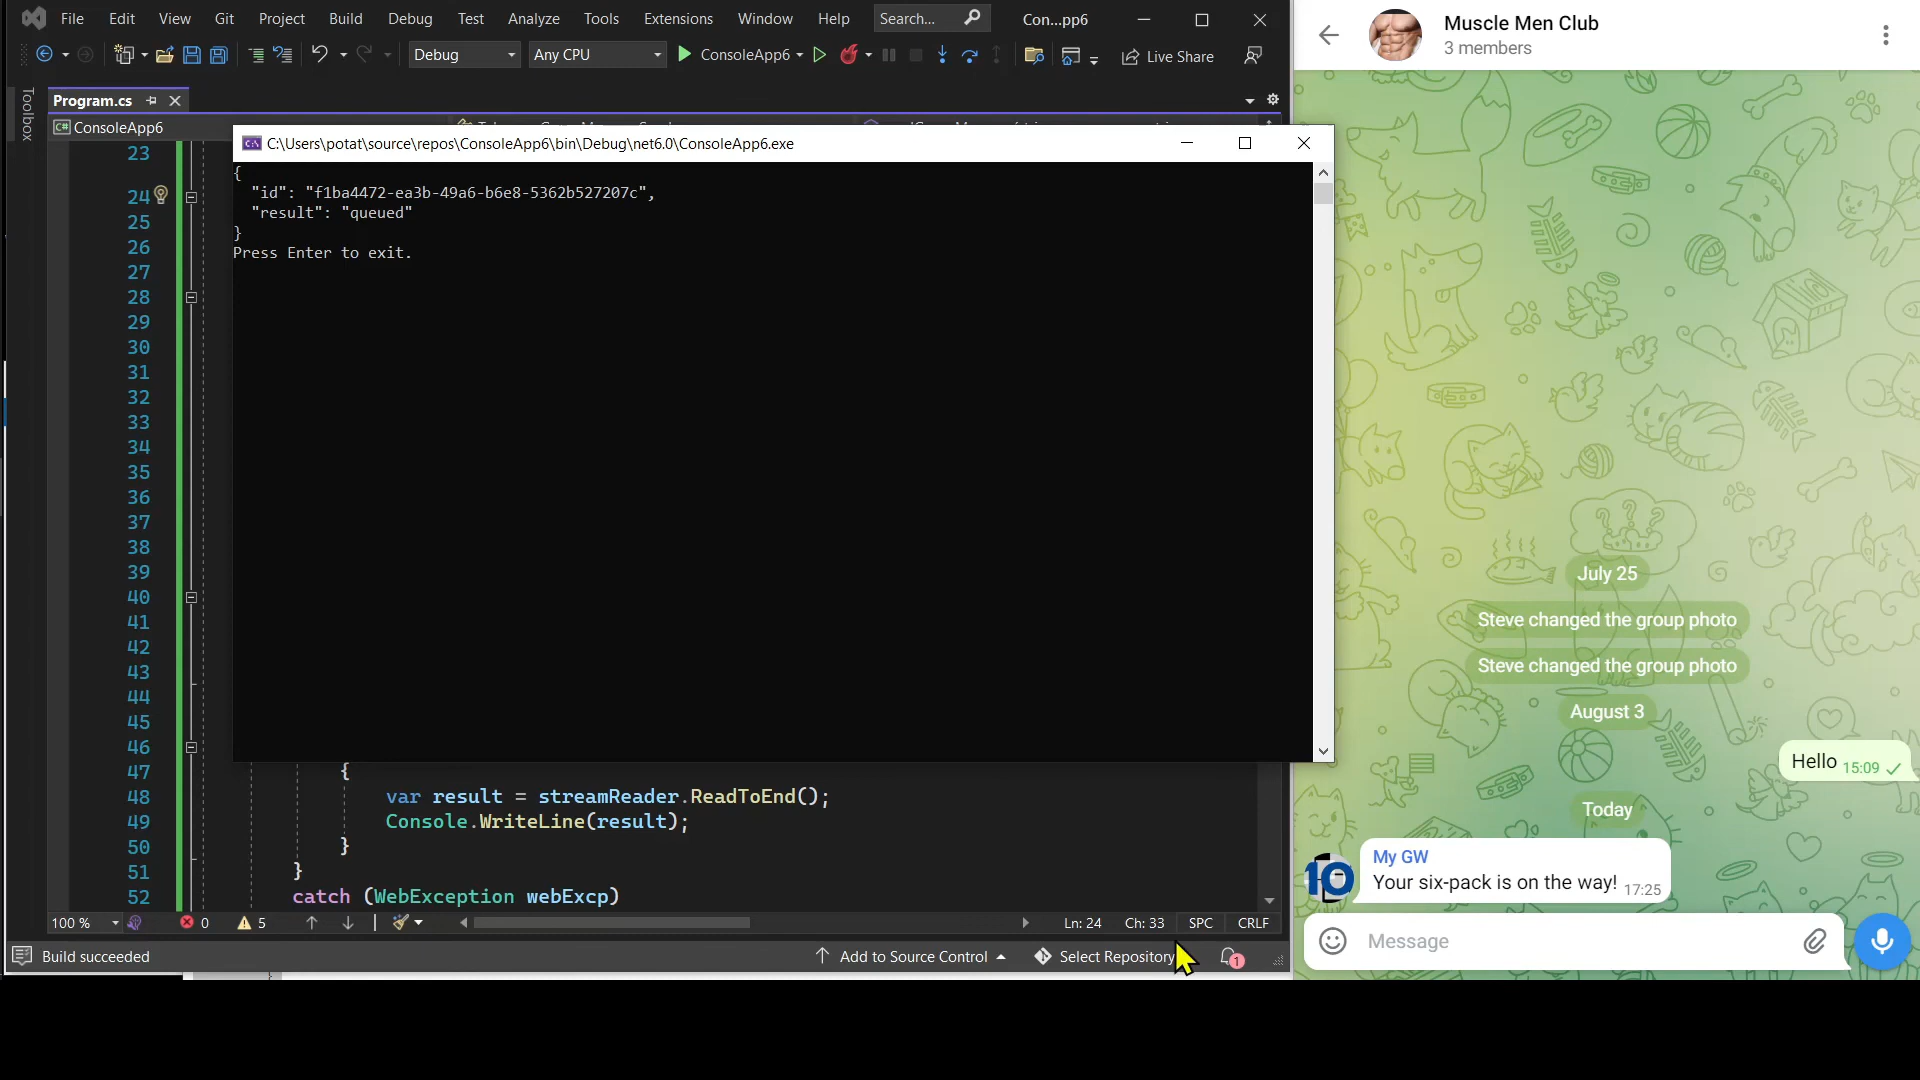 File Edit View Git Project Build Debug Test Analyze Tools Extensions Window Help Search... Con...pp6
Debug Any CPU ConsoleApp6 Live Share
Toolbox
Program.cs
C# ConsoleApp6
C:\Users\potat\source\repos\ConsoleApp6\bin\Debug\net6.0\ConsoleApp6.exe
{
"id": "f1ba4472-ea3b-49a6-b6e8-5362b527207c",
"result": "queued"
}
Press Enter to exit.
23
24
25
26
27
28
29
30
31
32
33
34
35
36
37
38
39
40
41
42
43
44
45
46
47 {
48 var result = streamReader.ReadToEnd();
49 Console.WriteLine(result);
50 }
51 }
52 catch (WebException webExcp)
100 % 0 5 Ln: 24 Ch: 33 SPC CRLF
Build succeeded Add to Source Control Select Repository 1
Muscle Men Club
3 members
July 25
Steve changed the group photo
Steve changed the group photo
August 3
Hello 15:09
Today
10
My GW
Your six-pack is on the way! 17:25
Message